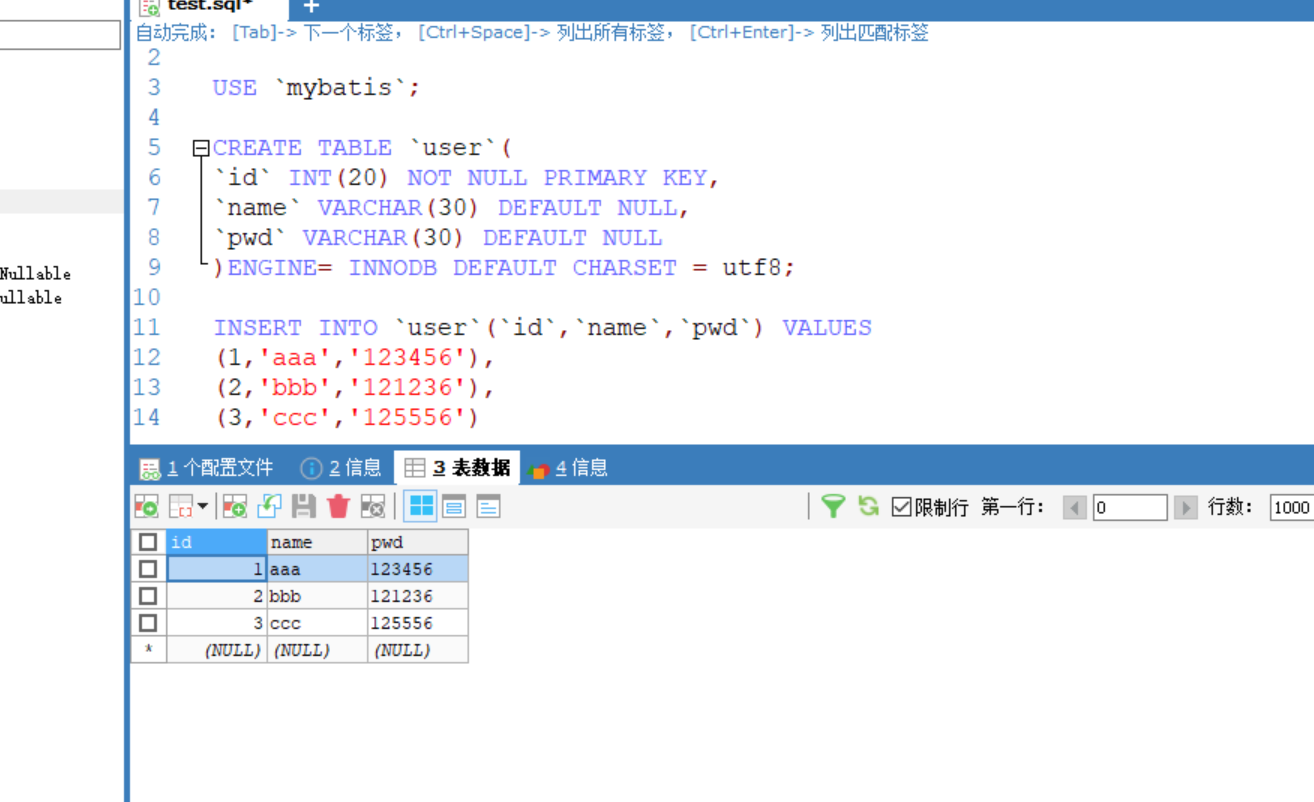 test.sql*
+
自动完成： [Tab]-> 下一个标签， [Ctrl+Space]-> 列出所有标签， [Ctrl+Enter]-> 列出匹配标签
2
3 USE `mybatis`;
4
5 CREATE TABLE `user`(
6 `id` INT(20) NOT NULL PRIMARY KEY,
7 `name` VARCHAR(30) DEFAULT NULL,
8 `pwd` VARCHAR(30) DEFAULT NULL
9 )ENGINE= INNODB DEFAULT CHARSET = utf8;
10
11 INSERT INTO `user`(`id`,`name`,`pwd`) VALUES
12 (1,'aaa','123456'),
13 (2,'bbb','121236'),
14 (3,'ccc','125556')
Nullable
ullable
1 个配置文件 2 信息 3 表数据 4 信息
限制行 第一行： 0 行数： 1000
id name pwd
1 aaa 123456
2 bbb 121236
3 ccc 125556
* (NULL) (NULL) (NULL)